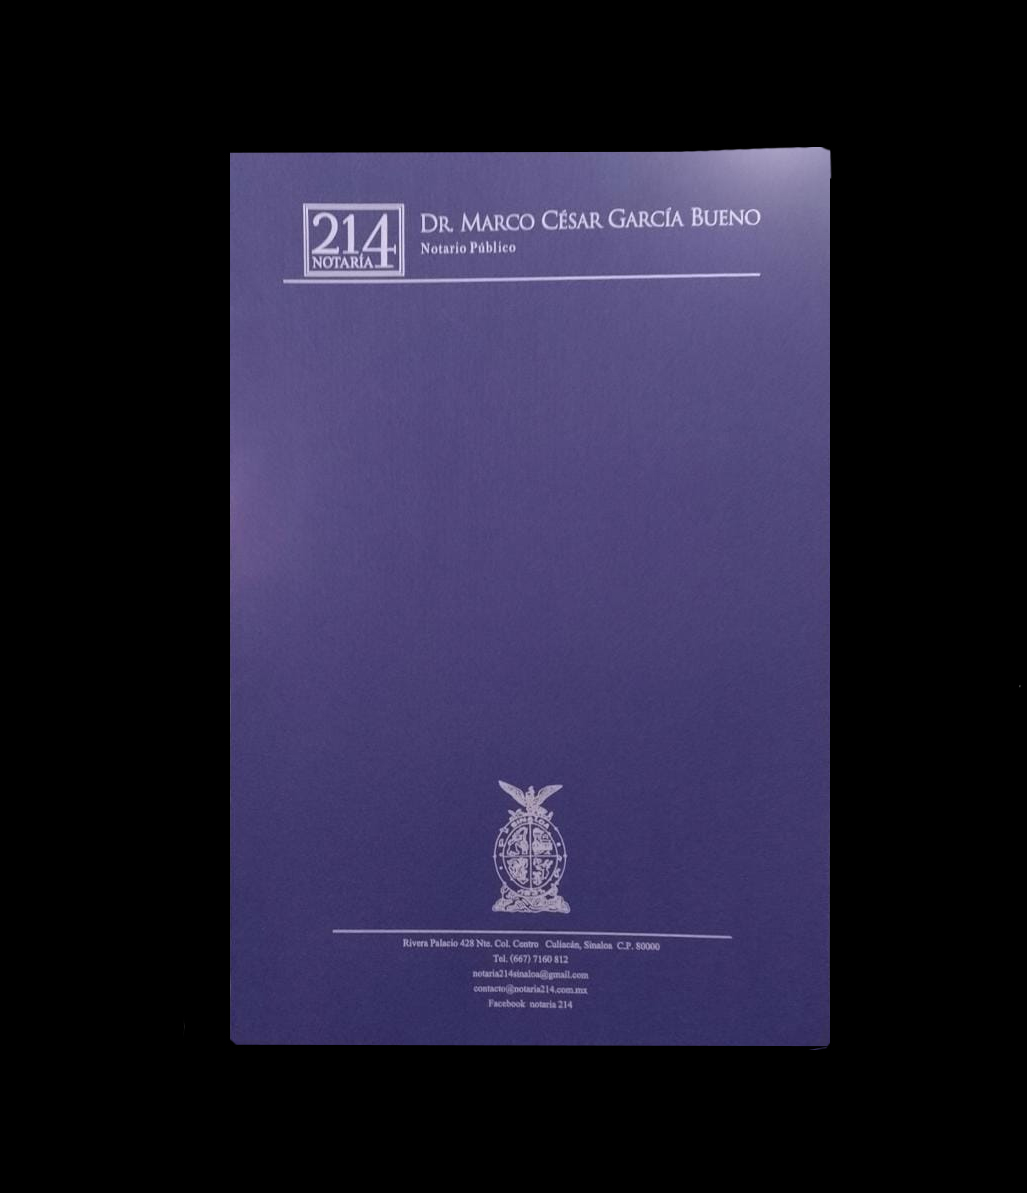 214
NOTARÍA
DR. MARCO CÉSAR GARCÍA BUENO
Notario Público
SINALOA
Rivera Palacio 428 Nte. Col. Centro Culiacán, Sinaloa C.P. 80000
Tel. (667) 7160 812
notaria214sinaloa@gmail.com
contacto@notaria214.com.mx
Facebook notaria 214